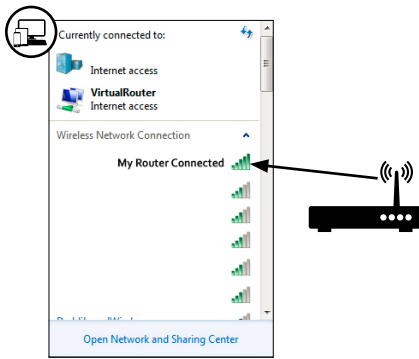 Currently connected to:
Internet access
VirtualRouter
Internet access
Wireless Network Connection
My Router Connected
Open Network and Sharing Center